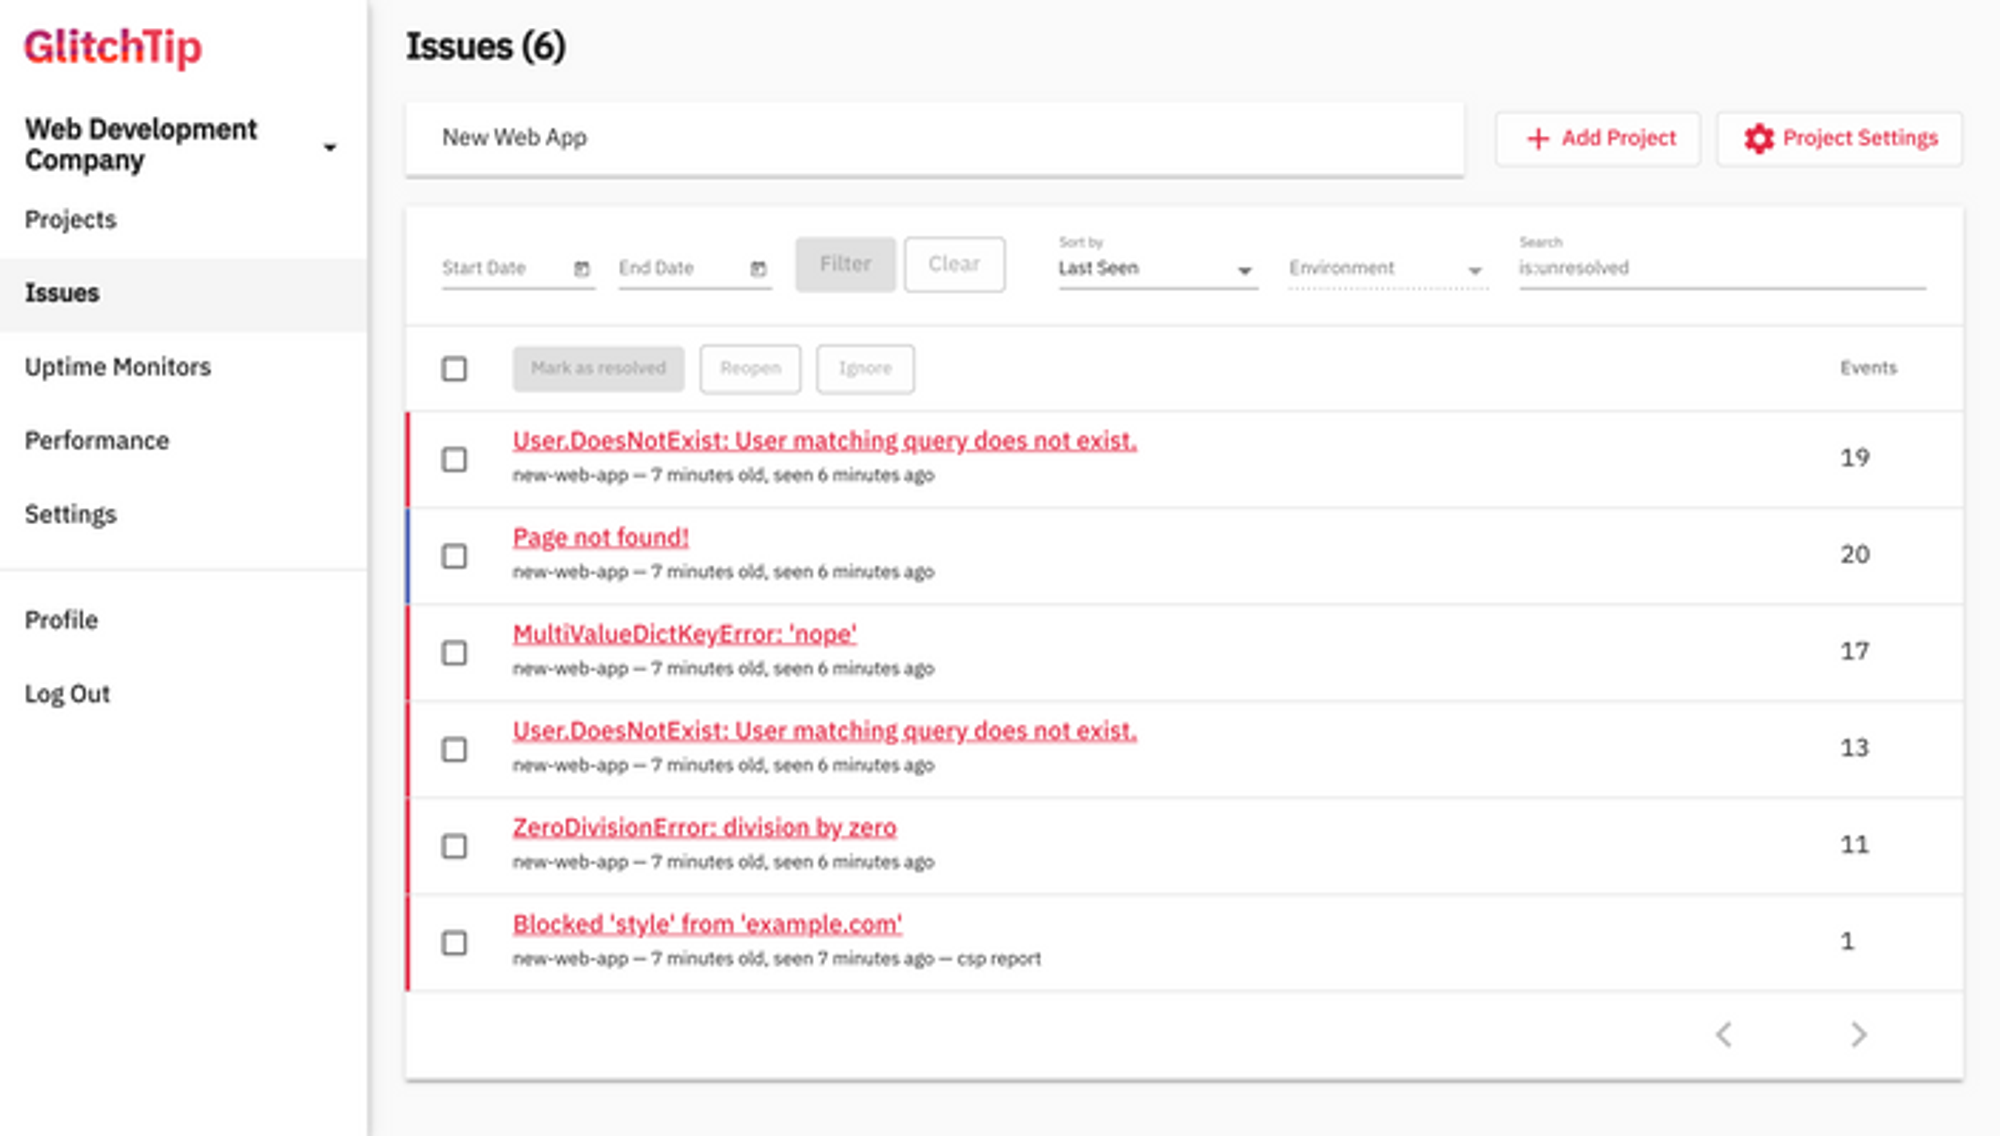 GlitchTip
Web Development
Company
Projects
Issues
Uptime Monitors
Performance
Settings
Profile
Log Out
Issues (6)
New Web App
Add Project
Project Settings
Start Date
End Date
Filter
Clear
Sort by
Last Seen
Environment
Search
is:unresolved
Mark as resolved
Reopen
Ignore
Events
User.DoesNotExist: User matching query does not exist.
new-web-app — 7 minutes old, seen 6 minutes ago
19
Page not found!
new-web-app — 7 minutes old, seen 6 minutes ago
20
MultiValueDictKeyError: 'nope'
new-web-app — 7 minutes old, seen 6 minutes ago
17
User.DoesNotExist: User matching query does not exist.
new-web-app — 7 minutes old, seen 6 minutes ago
13
ZeroDivisionError: division by zero
new-web-app — 7 minutes old, seen 6 minutes ago
11
Blocked 'style' from 'example.com'
new-web-app — 7 minutes old, seen 7 minutes ago — csp report
1